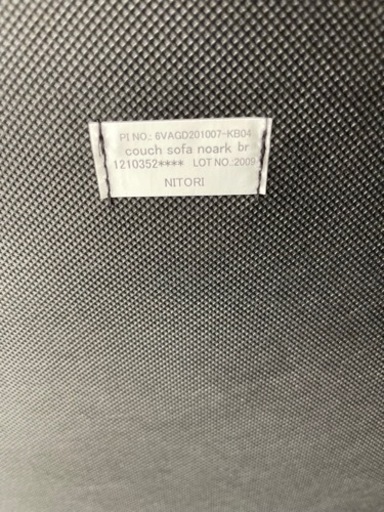 PI NO.: 6VAGD201007-KB04
couch sofa noark br
1210352**** LOT NO.:2009
NITORI